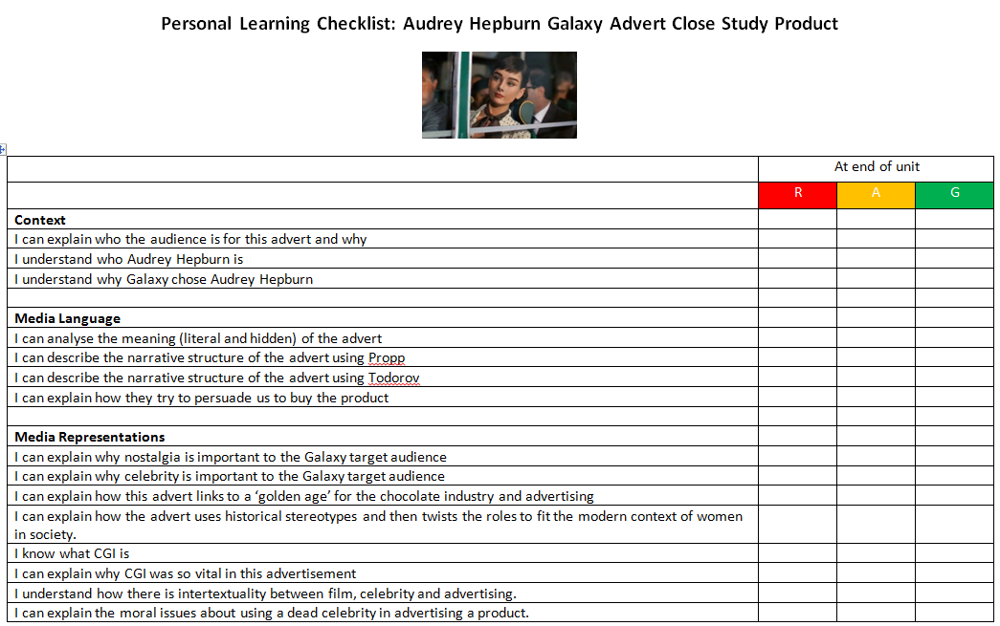 Personal Learning Checklist: Audrey Hepburn Galaxy Advert Close Study Product
At end of unit
R A G
Context
I can explain who the audience is for this advert and why
I understand who Audrey Hepburn is
I understand why Galaxy chose Audrey Hepburn
Media Language
I can analyse the meaning (literal and hidden) of the advert
I can describe the narrative structure of the advert using Propp
I can describe the narrative structure of the advert using Todorov
I can explain how they try to persuade us to buy the product
Media Representations
I can explain why nostalgia is important to the Galaxy target audience
I can explain why celebrity is important to the Galaxy target audience
I can explain how this advert links to a ‘golden age’ for the chocolate industry and advertising
I can explain how the advert uses historical stereotypes and then twists the roles to fit the modern context of women
in society.
I know what CGI is
I can explain why CGI was so vital in this advertisement
I understand how there is intertextuality between film, celebrity and advertising.
I can explain the moral issues about using a dead celebrity in advertising a product.